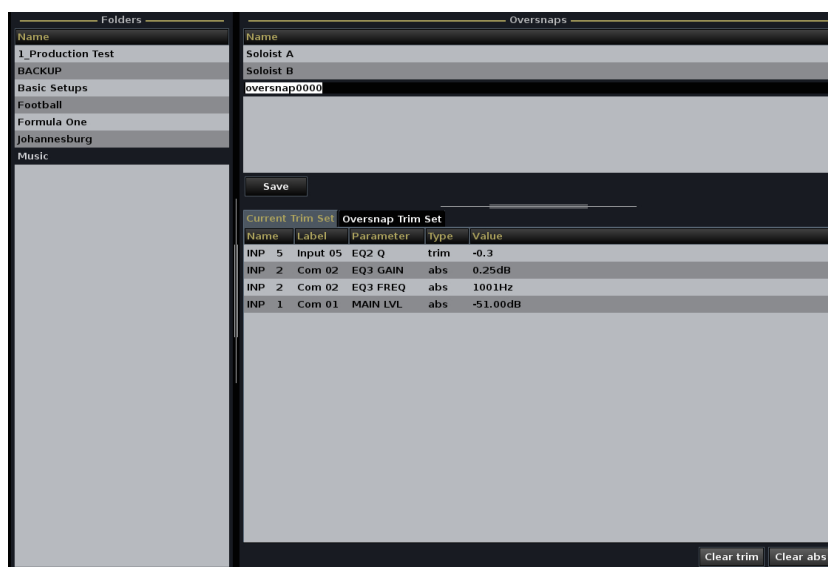 Folders
Name
1_Production Test
BACKUP
Basic Setups
Football
Formula One
Johannesburg
Music
Oversnaps
Name
Soloist A
Soloist B
oversnap0000
Save
Current Trim Set Oversnap Trim Set
Name Label Parameter Type Value
INP 5 Input 05 EQ2 Q trim -0.3
INP 2 Com 02 EQ3 GAIN abs 0.25dB
INP 2 Com 02 EQ3 FREQ abs 1001Hz
INP 1 Com 01 MAIN LVL abs -51.00dB
Clear trim Clear abs